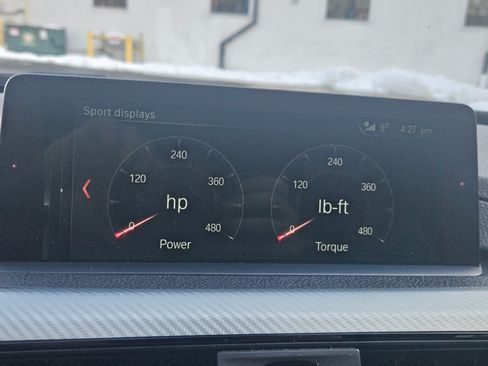 Sport displays
4:27 pm
240 240
120 360 120 360
hp lb-ft
0 480 0 480
Power Torque